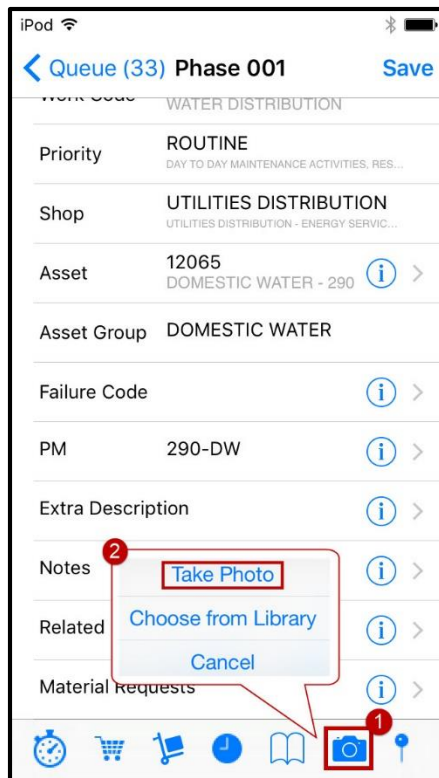 iPod
Queue (33) Phase 001 Save
Work Code WATER DISTRIBUTION
Priority ROUTINE
DAY TO DAY MAINTENANCE ACTIVITIES, RES...
Shop UTILITIES DISTRIBUTION
UTILITIES DISTRIBUTION - ENERGY SERVIC...
Asset 12065
DOMESTIC WATER - 290
Asset Group DOMESTIC WATER
Failure Code
PM 290-DW
Extra Description
2
Notes
Take Photo
Related
Choose from Library
Cancel
Material Requests
1